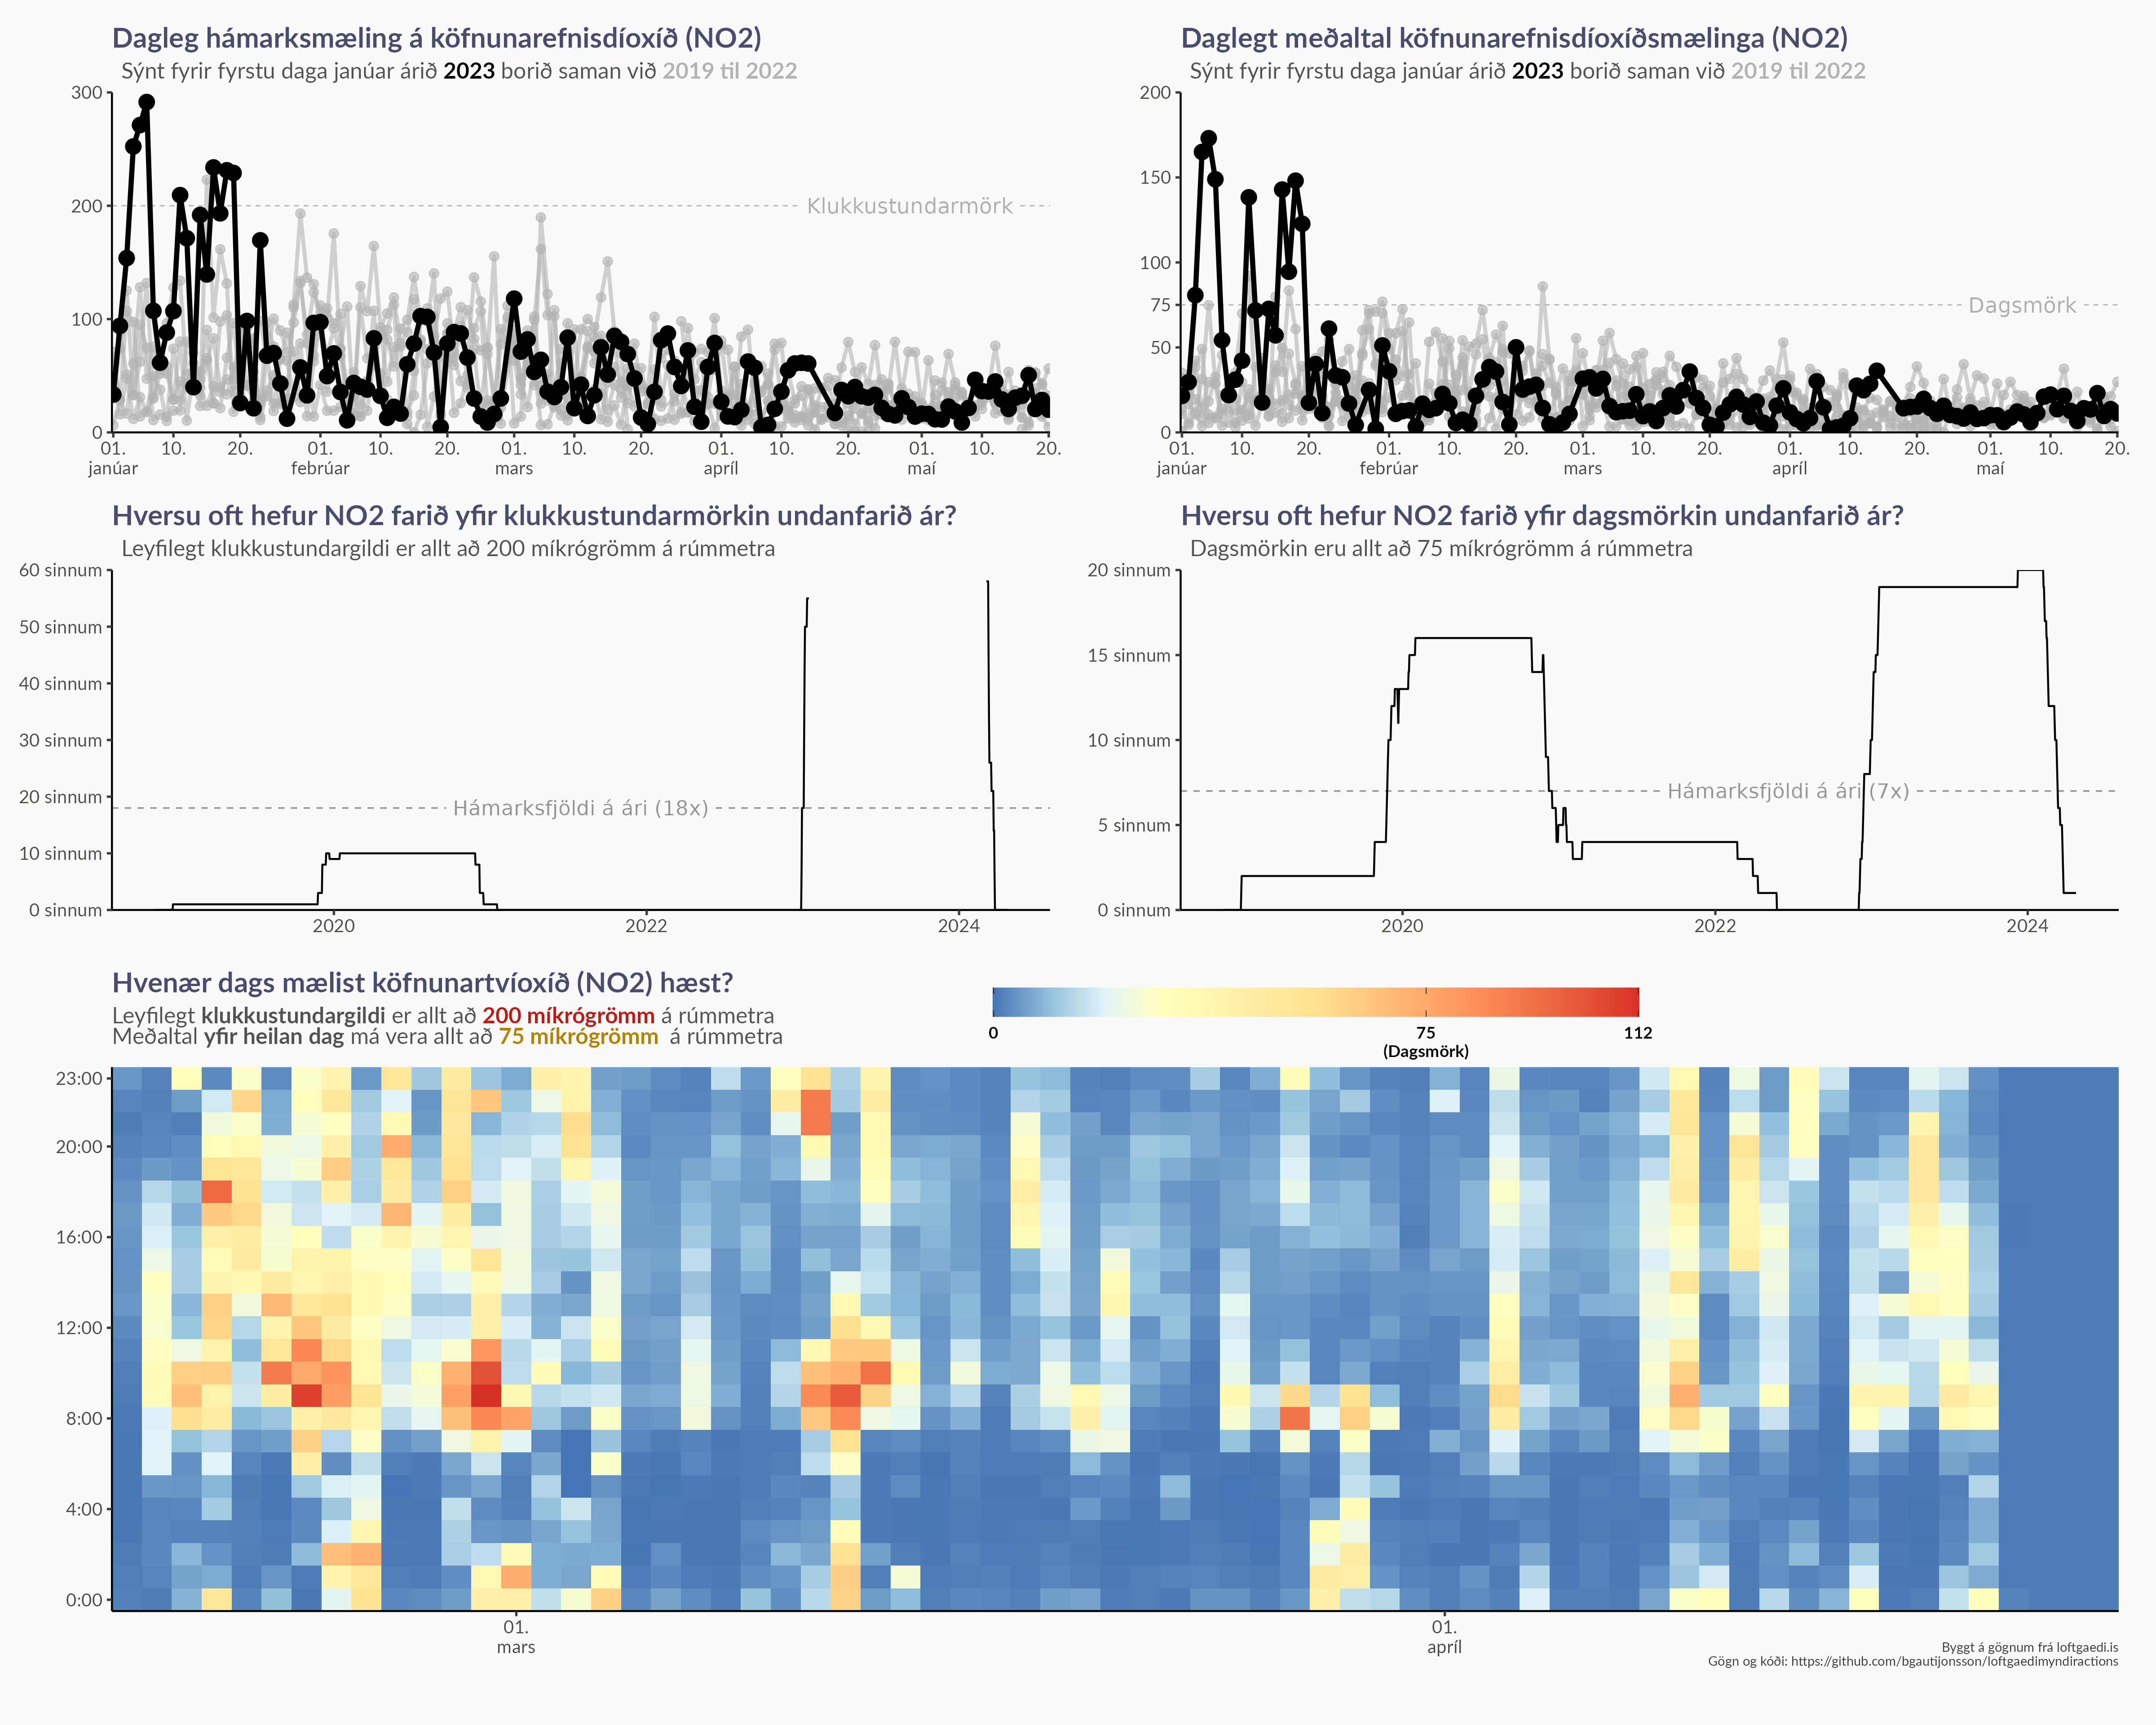 Dagleg hámarksmæling á köfnunarefnisdíoxíð (NO2)
Sýnt fyrir fyrstu daga janúar árið 2023 borið saman við 2019 til 2022
300
200
100
0
Klukkustundarmörk
01. 10. 20. 01. 10. 20. 01. 10. 20. 01. 10. 20. 01. 10. 20.
janúar febrúar mars apríl maí
Daglegt meðaltal köfnunarefnisdíoxíðsmælinga (NO2)
Sýnt fyrir fyrstu daga janúar árið 2023 borið saman við 2019 til 2022
200
150
100
75
50
0
Dagsmörk
01. 10. 20. 01. 10. 20. 01. 10. 20. 01. 10. 20. 01. 10. 20.
janúar febrúar mars apríl maí
Hversu oft hefur NO2 farið yfir klukkustundarmörkin undanfarið ár?
Leyfilegt klukkustundargildi er allt að 200 míkrógrömm á rúmmetra
60 sinnum
50 sinnum
40 sinnum
30 sinnum
20 sinnum
10 sinnum
0 sinnum
Hámarksfjöldi á ári (18x)
2020 2022 2024
Hversu oft hefur NO2 farið yfir dagsmörkin undanfarið ár?
Dagsmörkin eru allt að 75 míkrógrömm á rúmmetra
20 sinnum
15 sinnum
10 sinnum
5 sinnum
0 sinnum
Hámarksfjöldi á ári (7x)
2020 2022 2024
Hvenær dags mælist köfnunartvíoxíð (NO2) hæst?
Leyfilegt klukkustundargildi er allt að 200 míkrógrömm á rúmmetra
Meðaltal yfir heilan dag má vera allt að 75 míkrógrömm á rúmmetra
0 75 112
(Dagsmörk)
23:00
20:00
16:00
12:00
8:00
4:00
0:00
01. 01.
mars apríl
Byggt á gögnum frá loftgaedi.is
Gögn og kóði: https://github.com/bgautijonsson/loftgaedimyndiractions